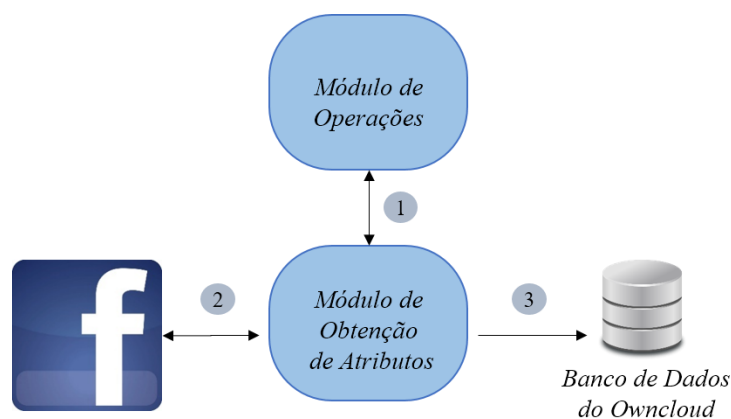 Módulo de
Operações
1
f
2
Módulo de
Obtenção
de Atributos
3
Banco de Dados
do Owncloud